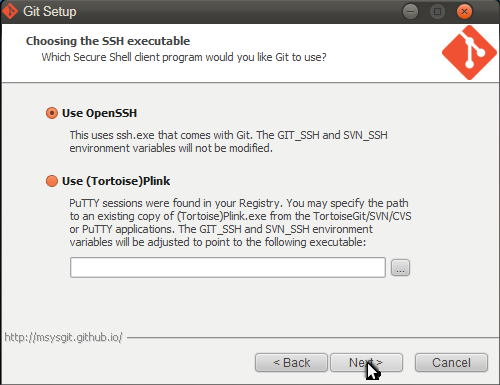 Git Setup
Choosing the SSH executable
Which Secure Shell client program would you like Git to use?
Use OpenSSH
This uses ssh.exe that comes with Git. The GIT_SSH and SVN_SSH
environment variables will not be modified.
Use (Tortoise)Plink
PuTTY sessions were found in your Registry. You may specify the path
to an existing copy of (Tortoise)Plink.exe from the TortoiseGit/SVN/CVS
or PuTTY applications. The GIT_SSH and SVN_SSH environment
variables will be adjusted to point to the following executable:
...
http://msysgit.github.io/
< Back
Next >
Cancel